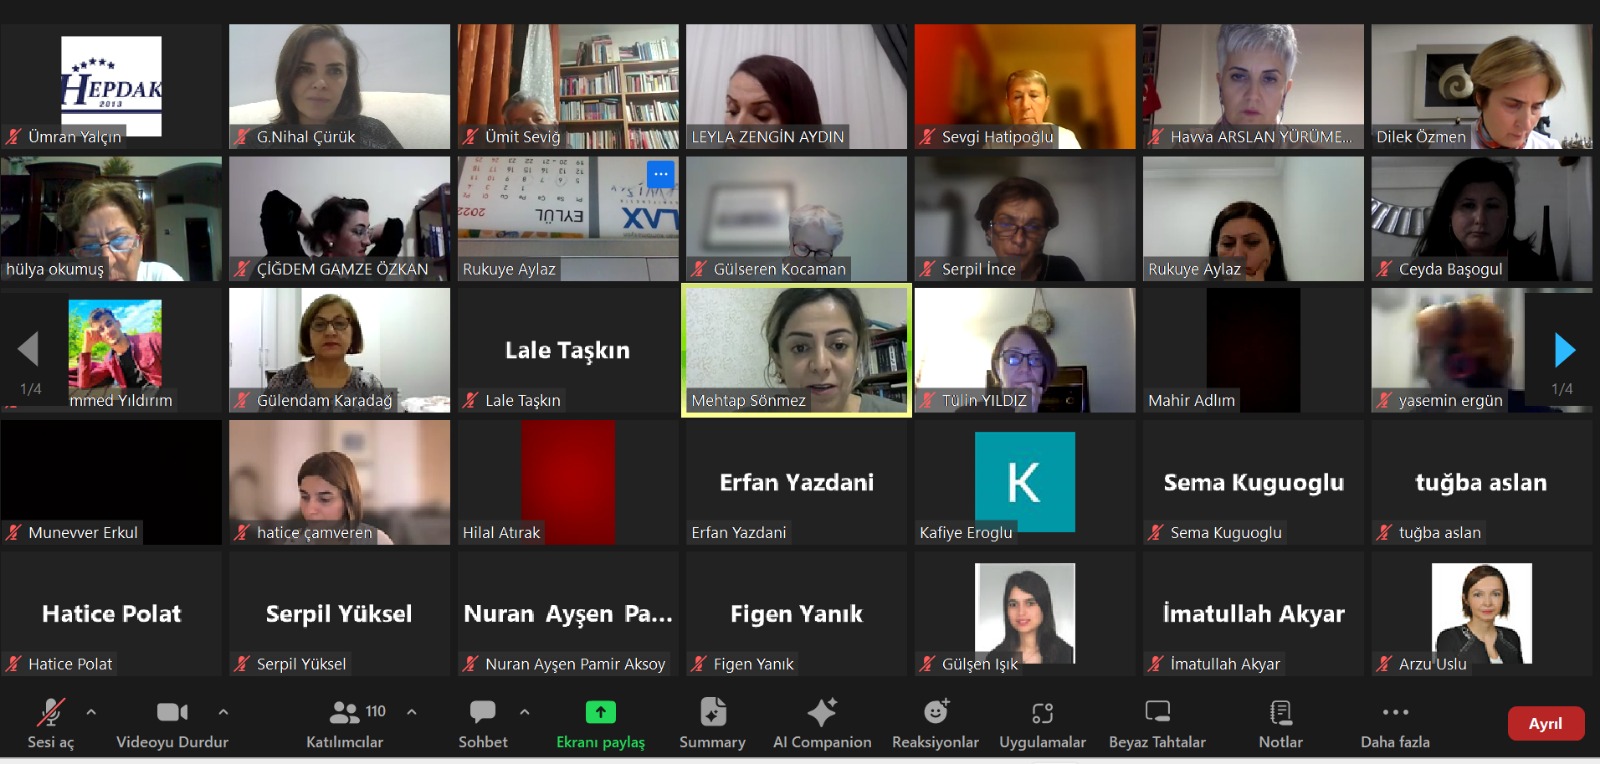 HEPDAK
2013
Ümran Yalçın
G.Nihal Çürük
Ümit Seviğ
LEYLA ZENGİN AYDIN
Sevgi Hatipoğlu
Havva ARSLAN YÜRÜME...
Dilek Özmen
hülya okumuş
ÇİĞDEM GAMZE ÖZKAN
EYLÜL
2022
Rukuye Aylaz
Gülseren Kocaman
Serpil İnce
Rukuye Aylaz
Ceyda Başogul
1/4
mmed Yıldırım
Gülendam Karadağ
Lale Taşkın
Lale Taşkın
Mehtap Sönmez
Tülin YILDIZ
Mahir Adlım
yasemin ergün
1/4
Munevver Erkul
hatice çamveren
Hilal Atırak
Erfan Yazdani
Erfan Yazdani
K
Kafiye Eroglu
Sema Kuguoglu
Sema Kuguoglu
tuğba aslan
tuğba aslan
Hatice Polat
Hatice Polat
Serpil Yüksel
Serpil Yüksel
Nuran Ayşen Pa...
Nuran Ayşen Pamir Aksoy
Figen Yanık
Figen Yanık
Gülşen Işık
İmatullah Akyar
İmatullah Akyar
Arzu Uslu
Sesi aç
Videoyu Durdur
110
Katılımcılar
Sohbet
Ekranı paylaş
Summary
AI Companion
Reaksiyonlar
Uygulamalar
Beyaz Tahtalar
Notlar
Daha fazla
Ayrıl